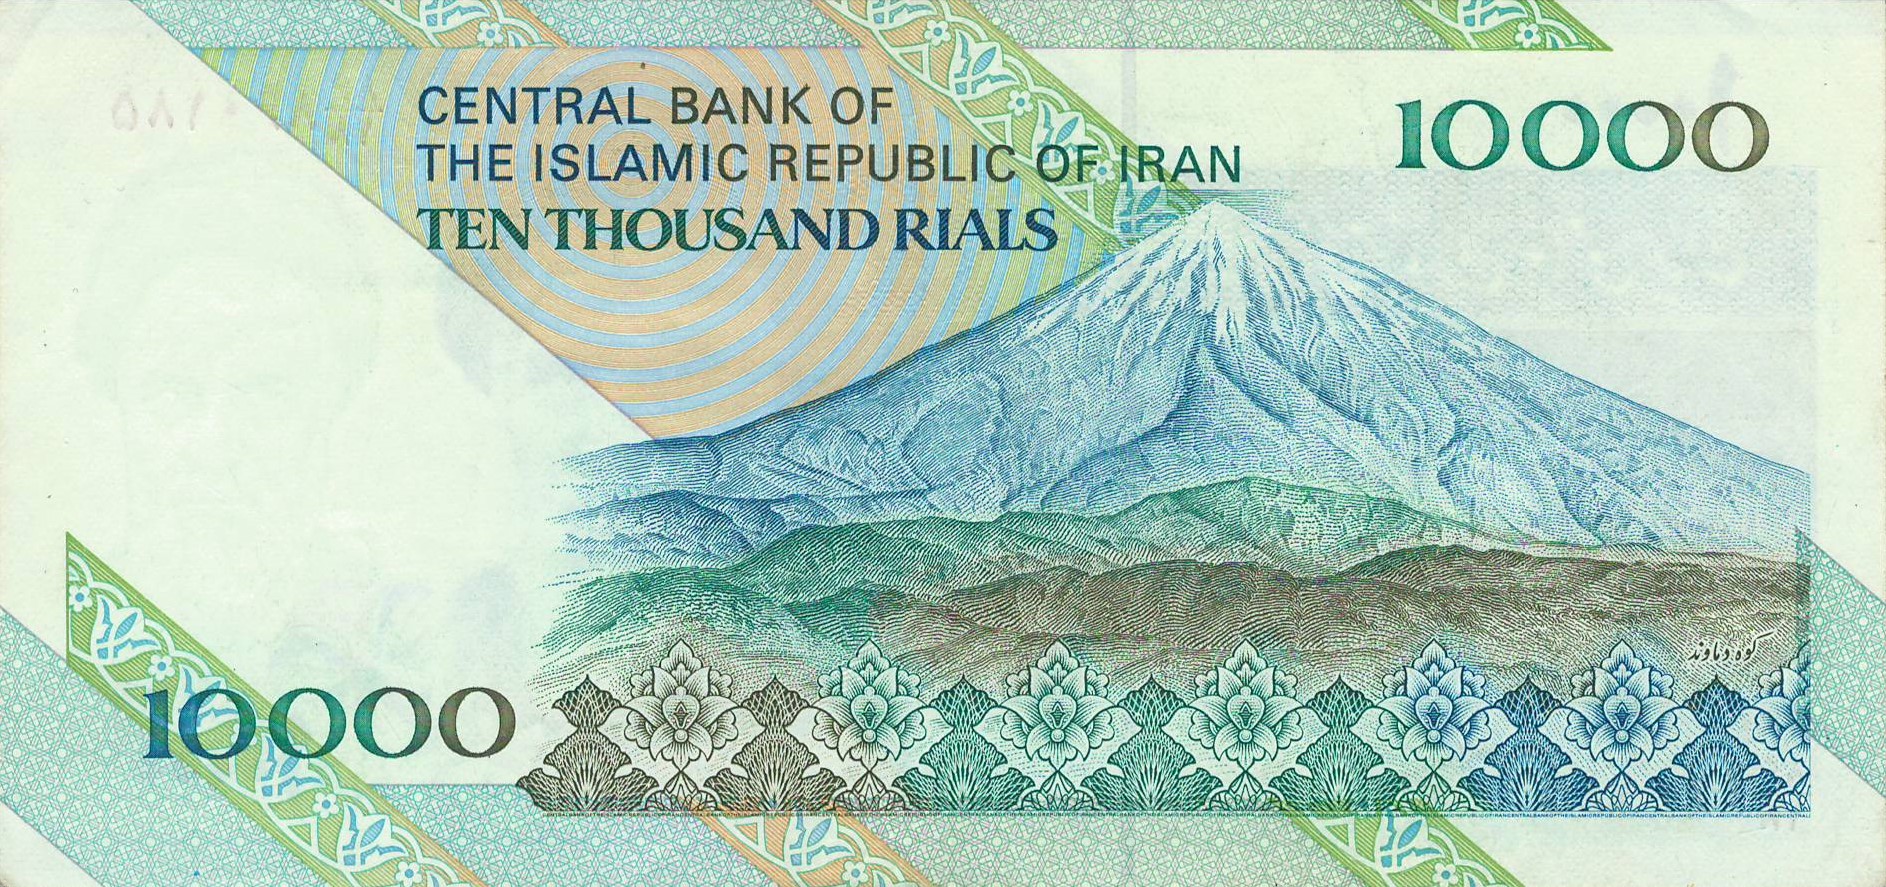 CENTRAL BANK OF
THE ISLAMIC REPUBLIC OF IRAN
TEN THOUSAND RIALS
10000
کوه دماوند
10000